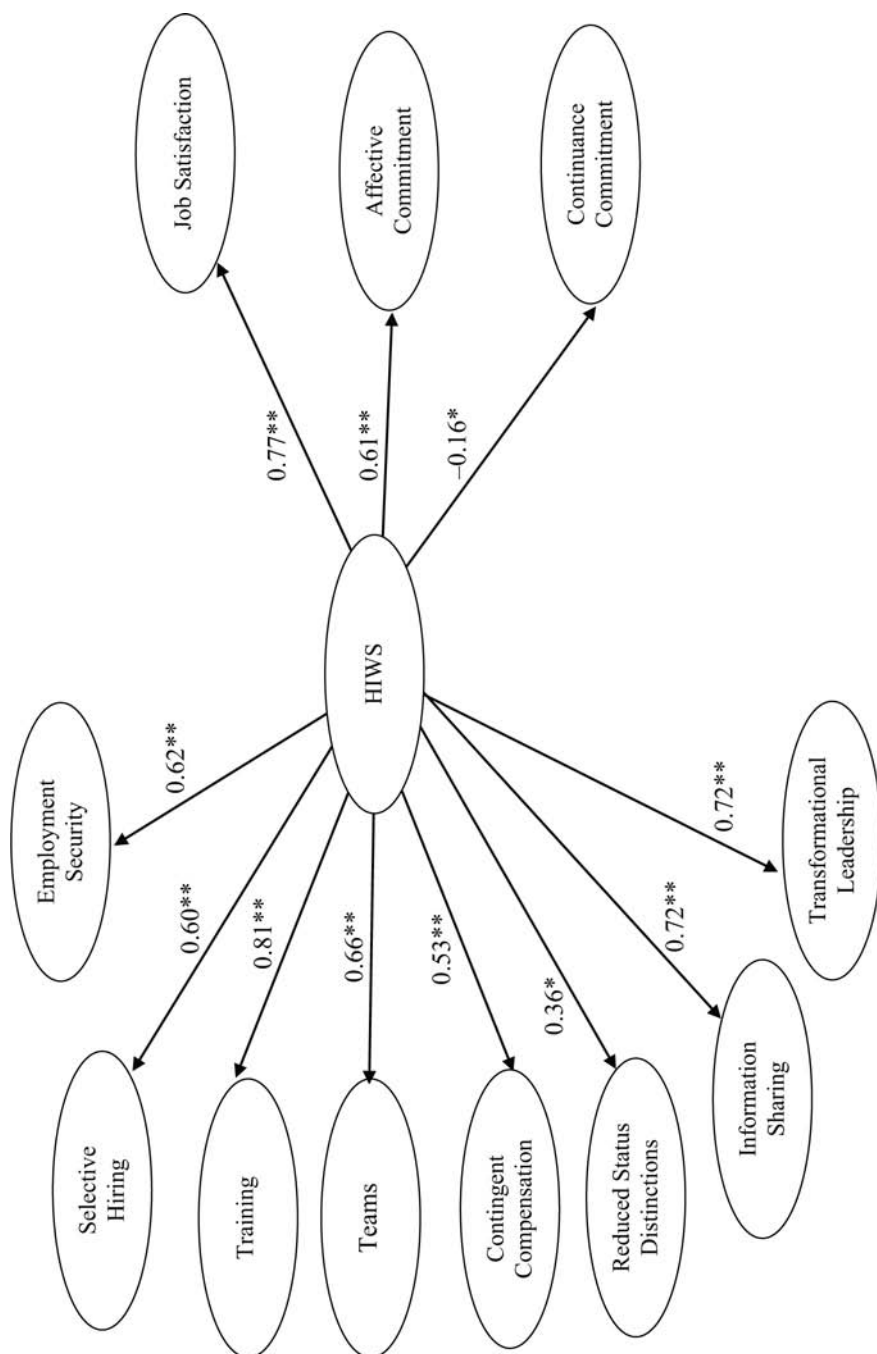 Employment
Security
Selective
Hiring
Training
Teams
Contingent
Compensation
Reduced Status
Distinctions
Information
Sharing
Transformational
Leadership
0.62**
0.60**
0.81**
0.66**
0.53**
0.36*
0.72**
0.72**
HIWS
0.77**
0.61**
–0.16*
Job Satisfaction
Affective
Commitment
Continuance
Commitment